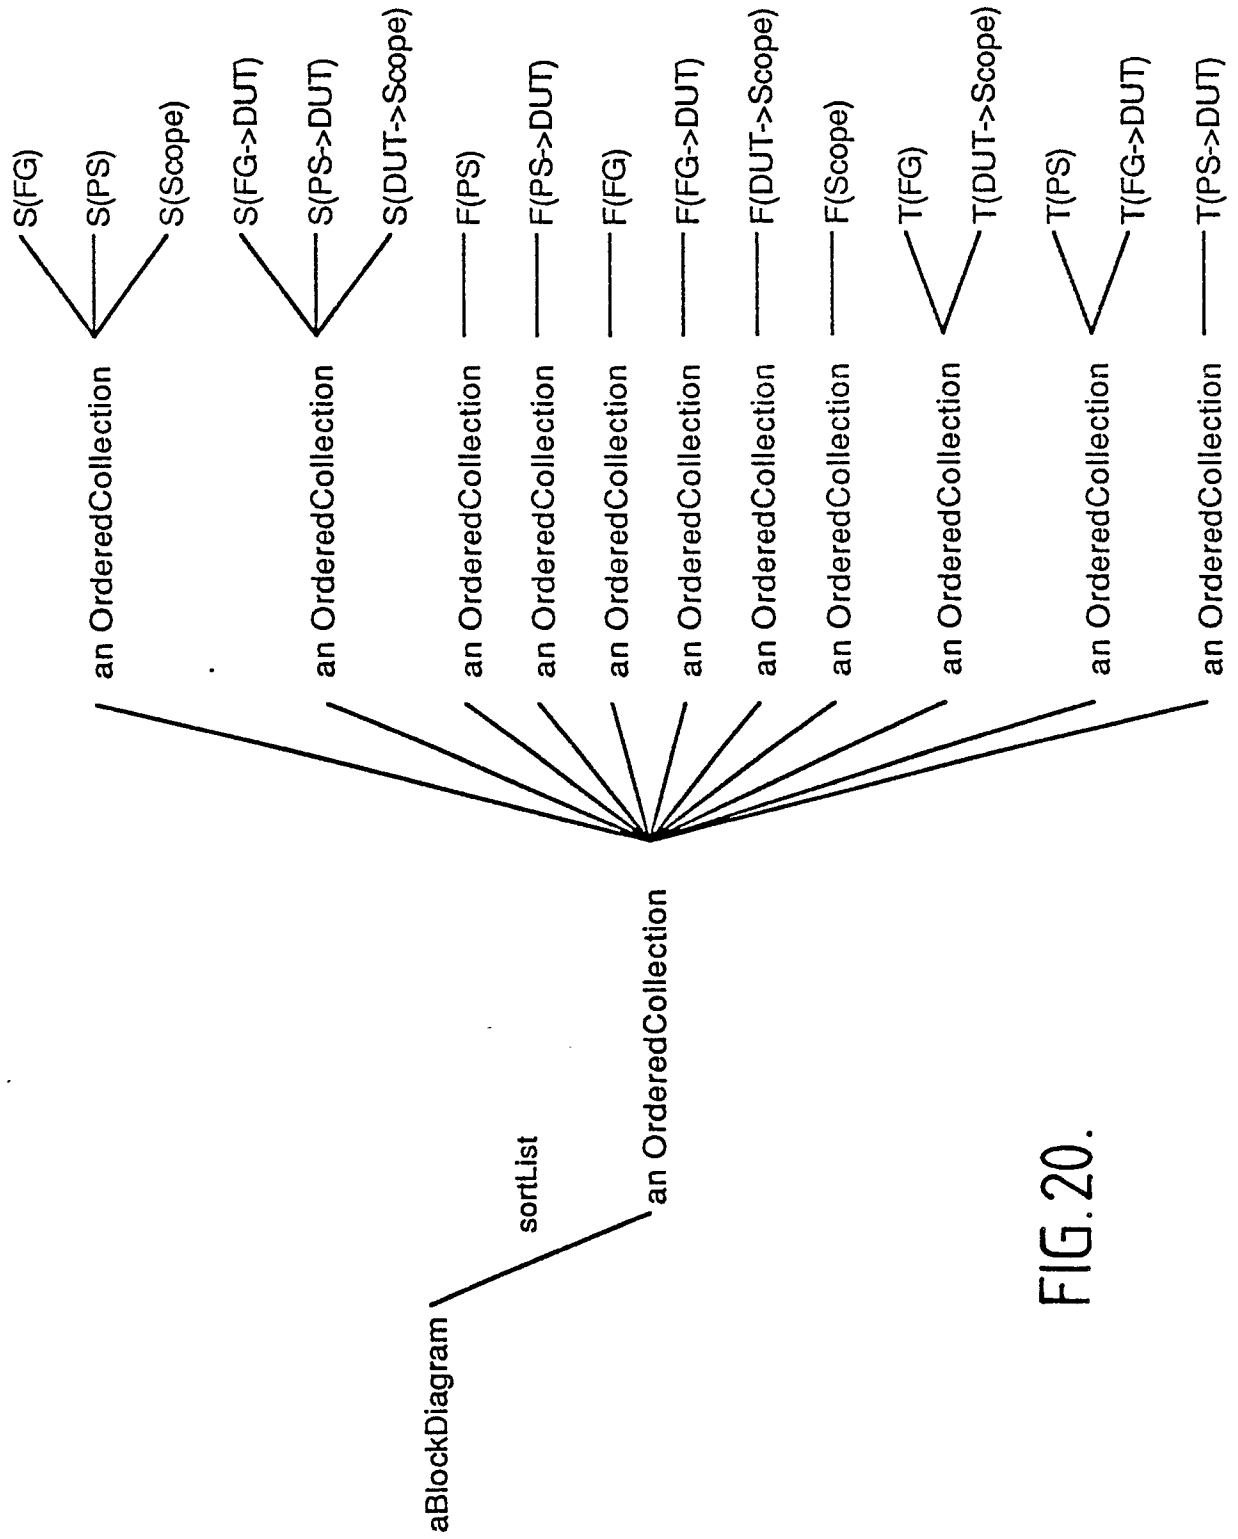 aBlockDiagram
sortList
an OrderedCollection
an OrderedCollection
S(FG)
S(PS)
S(Scope)
an OrderedCollection
S(FG->DUT)
S(PS->DUT)
S(DUT->Scope)
an OrderedCollection
F(PS)
an OrderedCollection
F(PS->DUT)
an OrderedCollection
F(FG)
an OrderedCollection
F(FG->DUT)
an OrderedCollection
F(DUT->Scope)
an OrderedCollection
F(Scope)
an OrderedCollection
T(FG)
T(DUT->Scope)
an OrderedCollection
T(PS)
T(FG->DUT)
an OrderedCollection
T(PS->DUT)
FIG. 20.